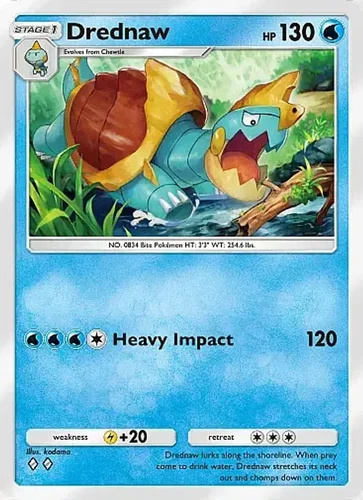 STAGE 1 Drednaw HP 130
Evolves from Chewtle
NO. 0834 Bite Pokémon HT: 3'3" WT: 254.6 lbs.
Heavy Impact 120
weakness +20 retreat
Illus. kodama
Drednaw lurks along the shoreline. When prey
come to drink water, Drednaw stretches its neck
out and chomps down on them.